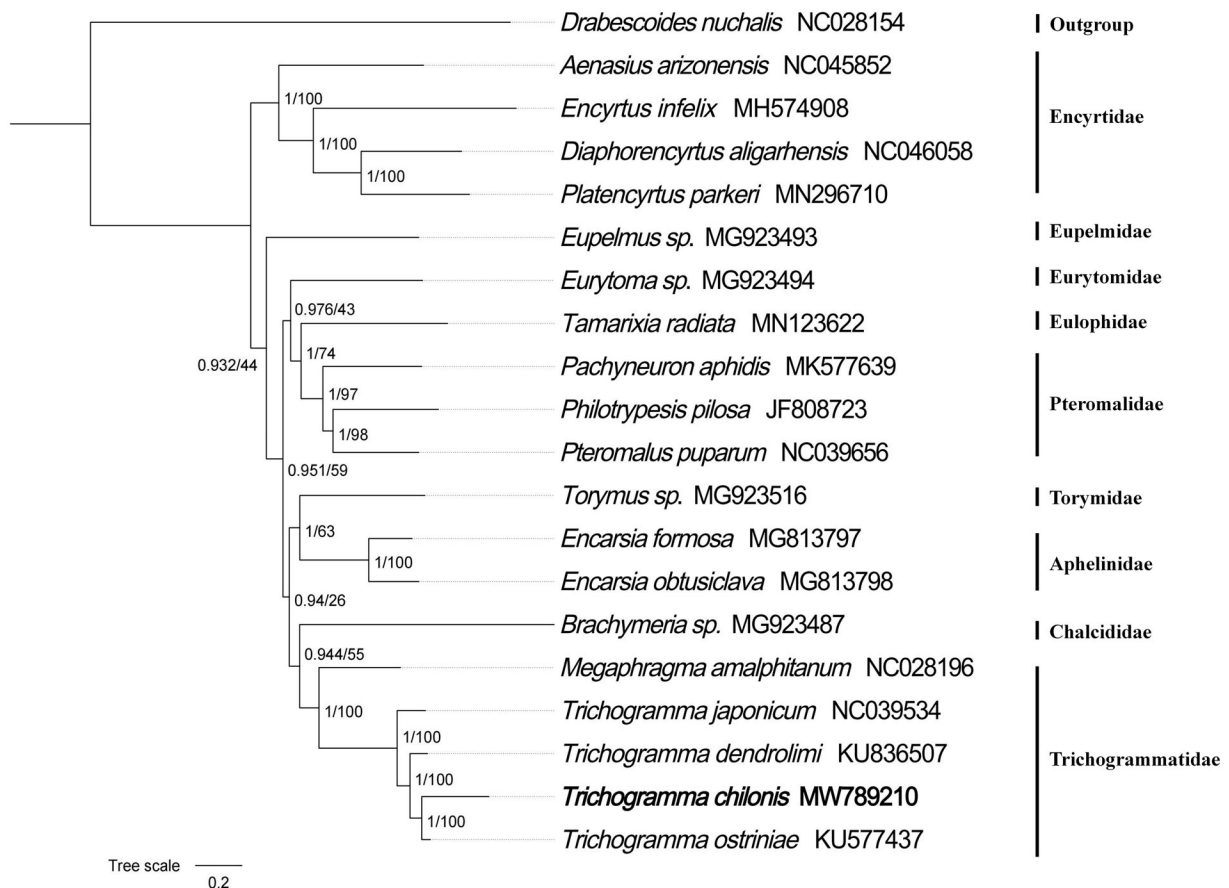 Drabescoides nuchalis NC028154 Outgroup
Aenasius arizonensis NC045852
1/100
Encyrtus infelix MH574908 Encyrtidae
1/100
Diaphorencyrtus aligarhensis NC046058
1/100
Platencyrtus parkeri MN296710
Eupelmus sp. MG923493 Eupelmidae
Eurytoma sp. MG923494 Eurytomidae
0.976/43
Tamarixia radiata MN123622 Eulophidae
1/74
0.932/44
Pachyneuron aphidis MK577639
1/97
Philotrypesis pilosa JF808723 Pteromalidae
1/98
Pteromalus puparum NC039656
0.951/59
Torymus sp. MG923516 Torymidae
1/63
Encarsia formosa MG813797
1/100 Aphelinidae
Encarsia obtusiclava MG813798
0.94/26
Brachymeria sp. MG923487 Chalcididae
0.944/55
Megaphragma amalphitanum NC028196
1/100
Trichogramma japonicum NC039534
1/100
Trichogramma dendrolimi KU836507 Trichogrammatidae
1/100
Trichogramma chilonis MW789210
1/100
Trichogramma ostriniae KU577437
Tree scale
0.2